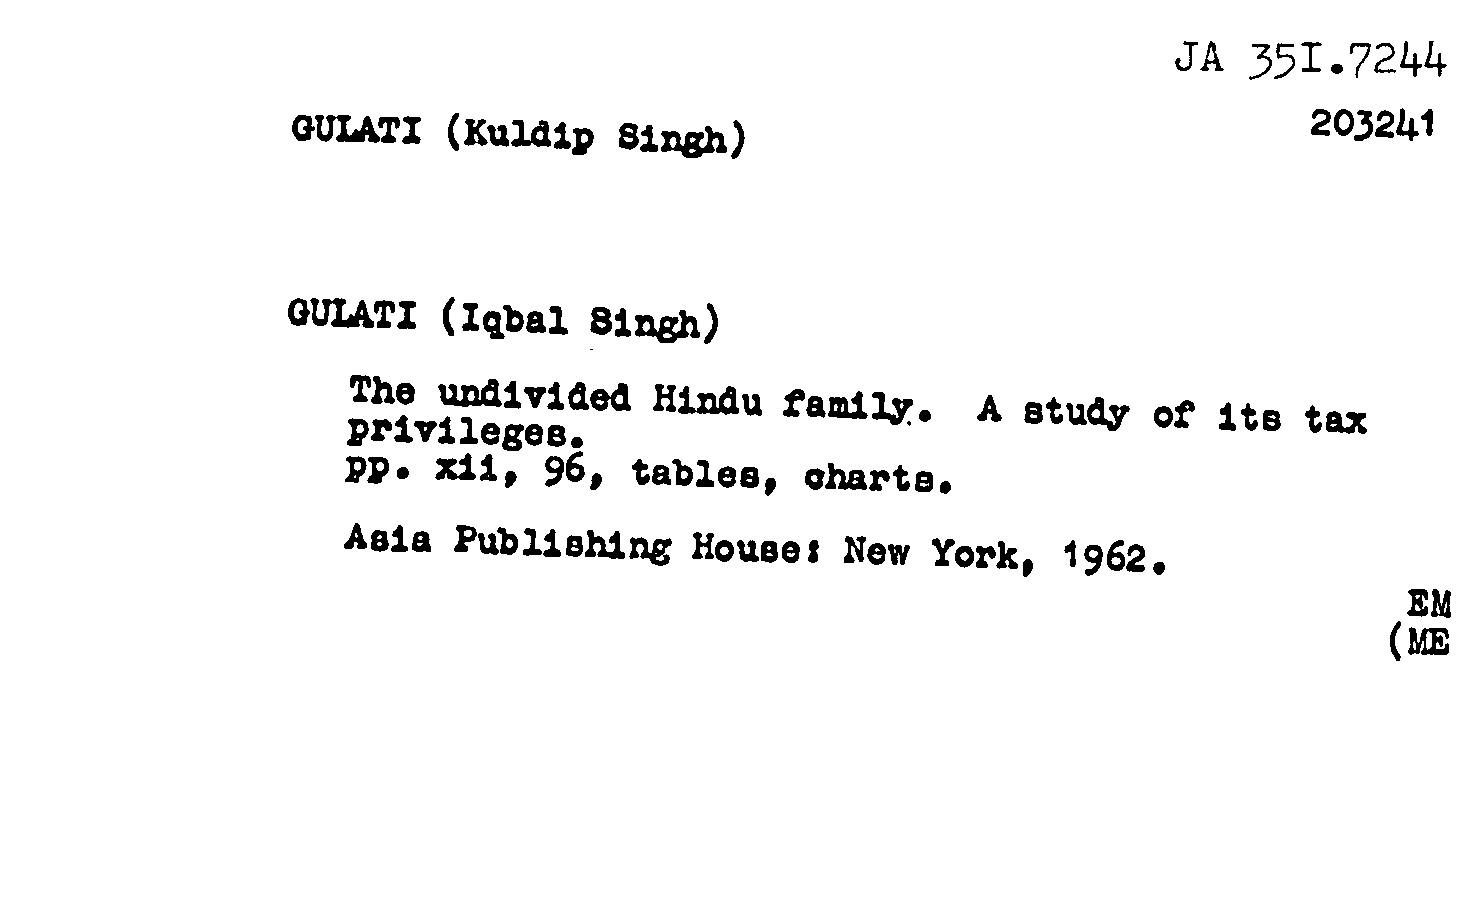 JA 35I.7244
203241
GULATI (Kuldip Singh)
GULATI (Iqbal Singh)
The undivided Hindu family. A study of its tax
privileges.
pp. xii, 96, tables, charts.
Asia Publishing House: New York, 1962.
EM
(ME